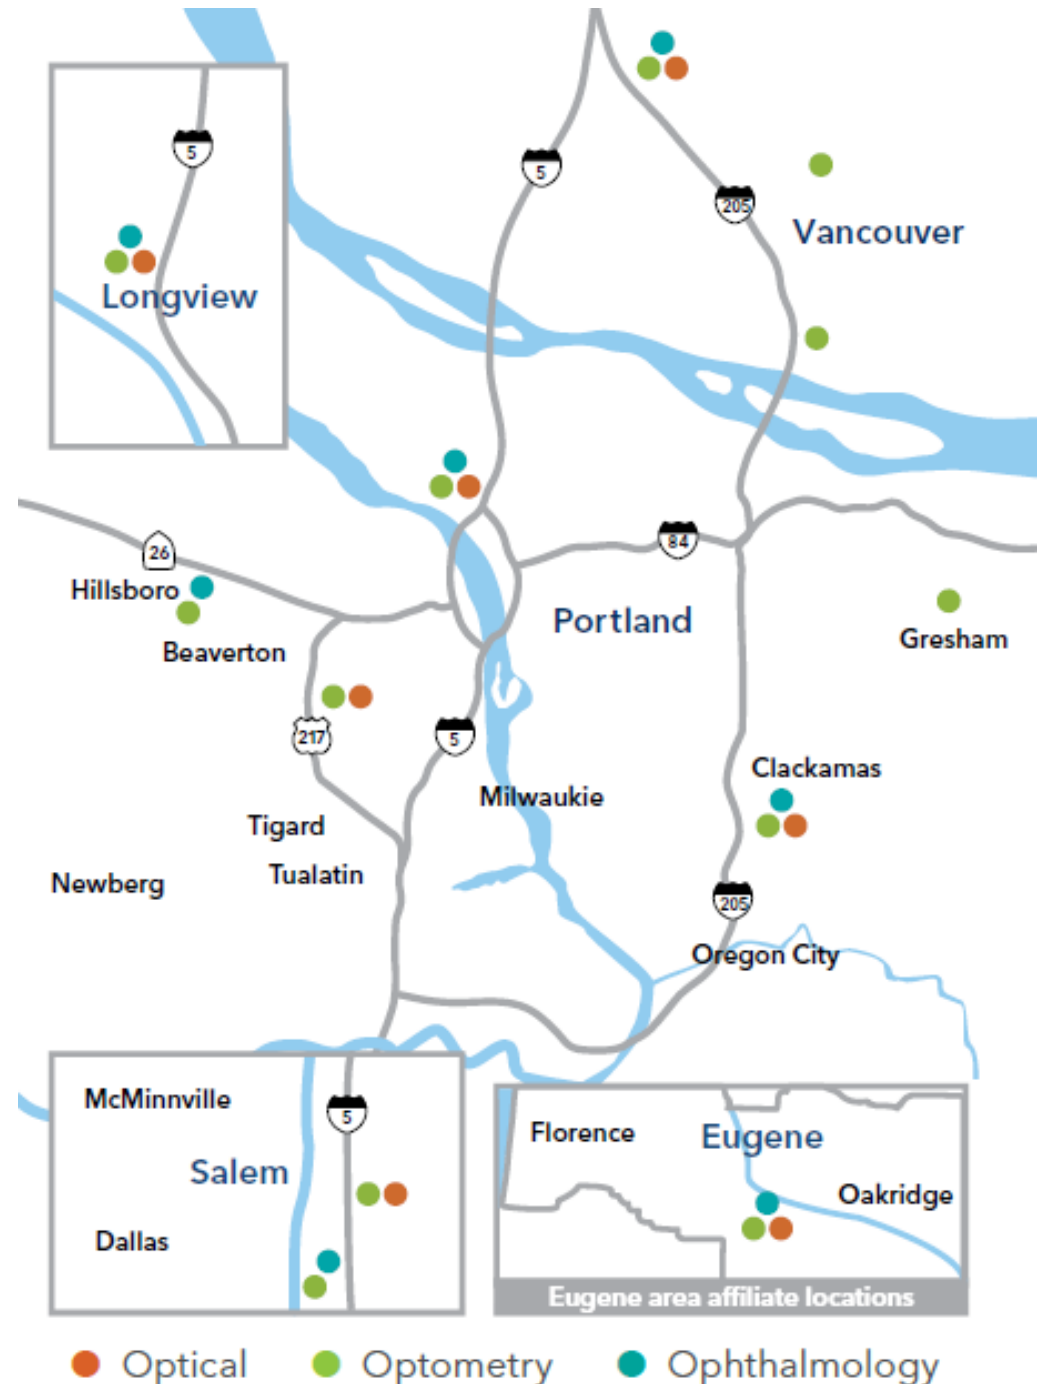 5
5
205
Vancouver
Longview
26
84
Hillsboro
Portland
Gresham
Beaverton
217
5
Clackamas
Milwaukie
Tigard
Tualatin
Newberg
205
Oregon City
McMinnville
5
Salem
Dallas
Florence
Eugene
Oakridge
Eugene area affiliate locations
Optical
Optometry
Ophthalmology